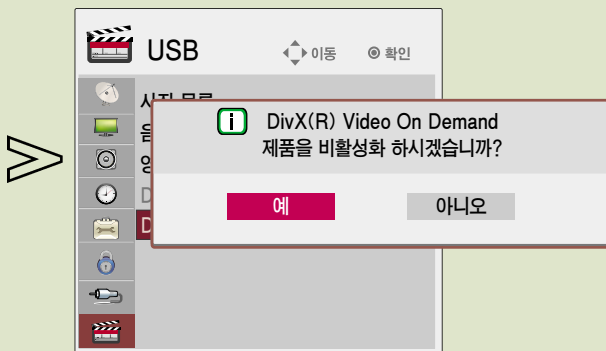 USB
이동
확인
DivX(R) Video On Demand
제품을 비활성화 하시겠습니까?
예
아니오